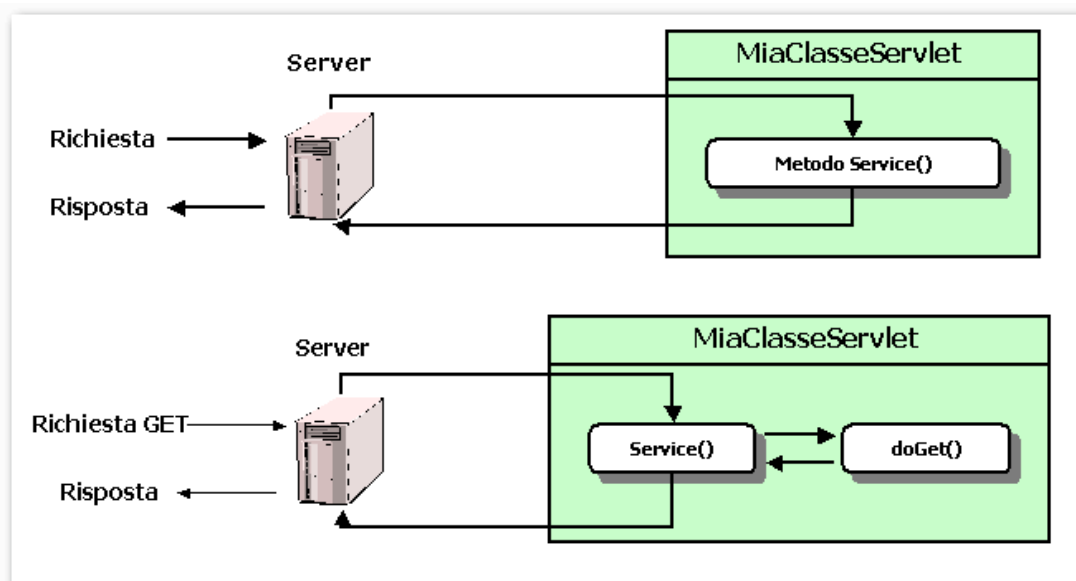 MiaClasseServlet
Server
Richiesta
Metodo Service()
Risposta
MiaClasseServlet
Server
Richiesta GET
Service()
doGet()
Risposta